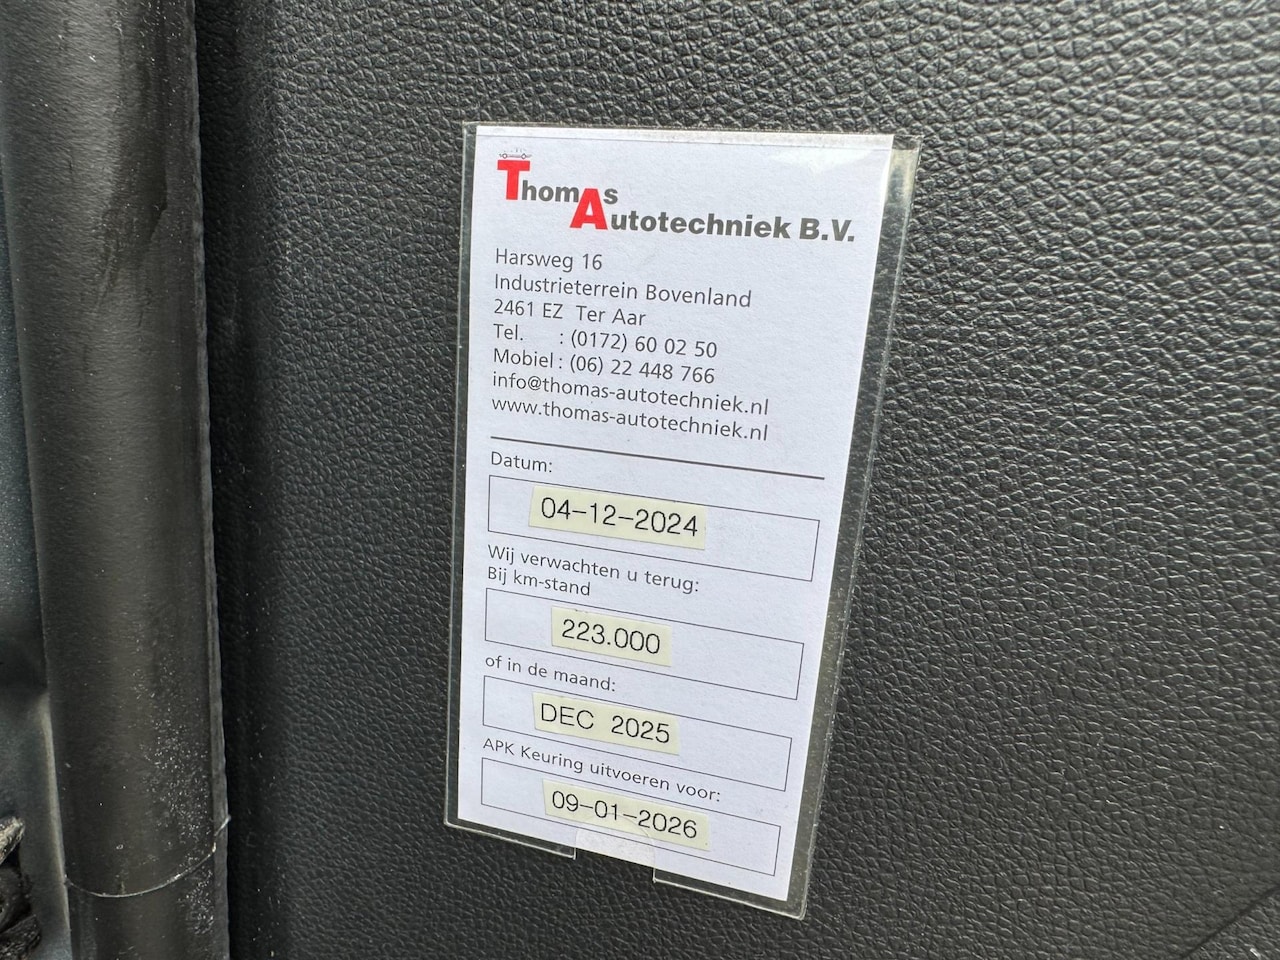 Thomas
Autotechniek B.V.
Harsweg 16
Industrieterrein Bovenland
2461 EZ Ter Aar
Tel. : (0172) 60 02 50
Mobiel : (06) 22 448 766
info@thomas-autotechniek.nl
www.thomas-autotechniek.nl
Datum:
04-12-2024
Wij verwachten u terug:
Bij km-stand
223.000
of in de maand:
DEC 2025
APK Keuring uitvoeren voor:
09-01-2026